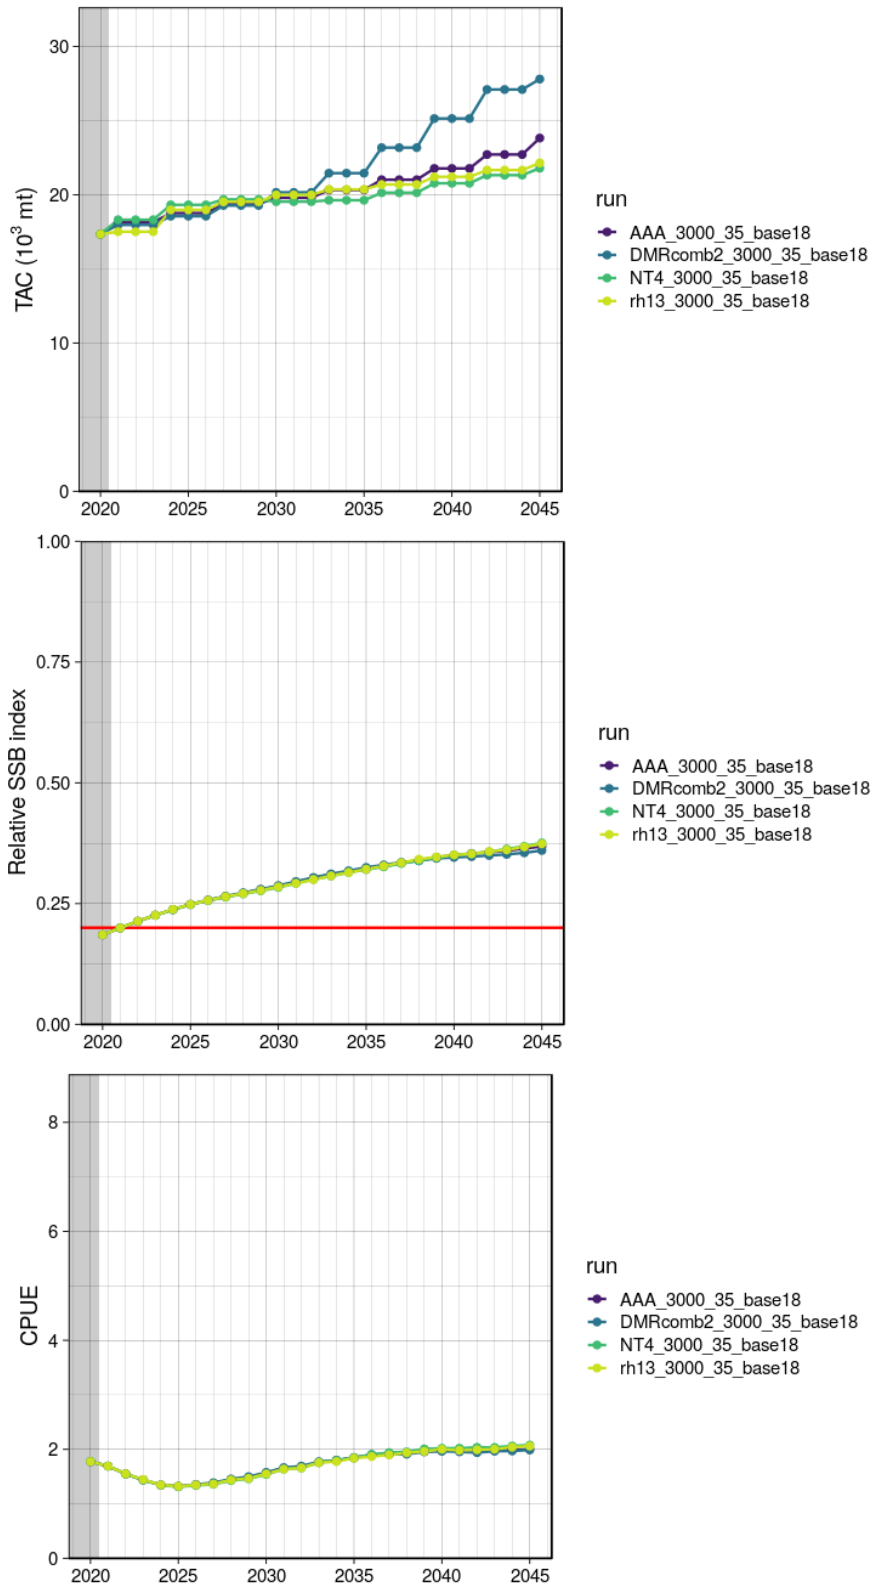 30
20
10
0
TAC (10³ mt)
2020 2025 2030 2035 2040 2045
run
AAA_3000_35_base18
DMRcomb2_3000_35_base18
NT4_3000_35_base18
rh13_3000_35_base18
1.00
0.75
0.50
0.25
0.00
Relative SSB index
2020 2025 2030 2035 2040 2045
run
AAA_3000_35_base18
DMRcomb2_3000_35_base18
NT4_3000_35_base18
rh13_3000_35_base18
8
6
4
2
0
CPUE
2020 2025 2030 2035 2040 2045
run
AAA_3000_35_base18
DMRcomb2_3000_35_base18
NT4_3000_35_base18
rh13_3000_35_base18